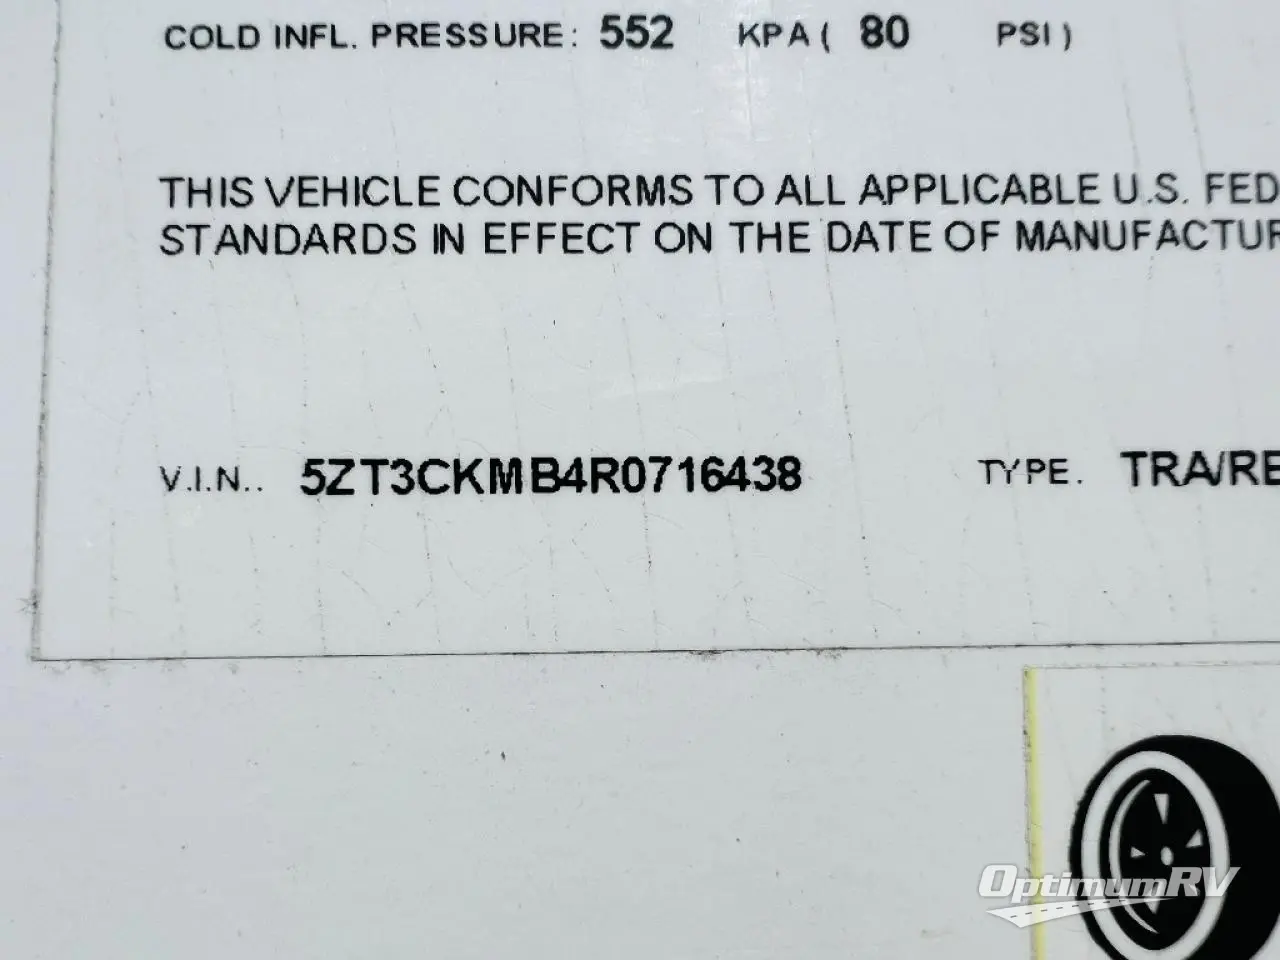 COLD INFL. PRESSURE: 552 KPA ( 80 PSI )
THIS VEHICLE CONFORMS TO ALL APPLICABLE U.S. FED
STANDARDS IN EFFECT ON THE DATE OF MANUFACTUR
V.I.N.. 5ZT3CKMB4R0716438 TYPE. TRA/RE
OptimumRV